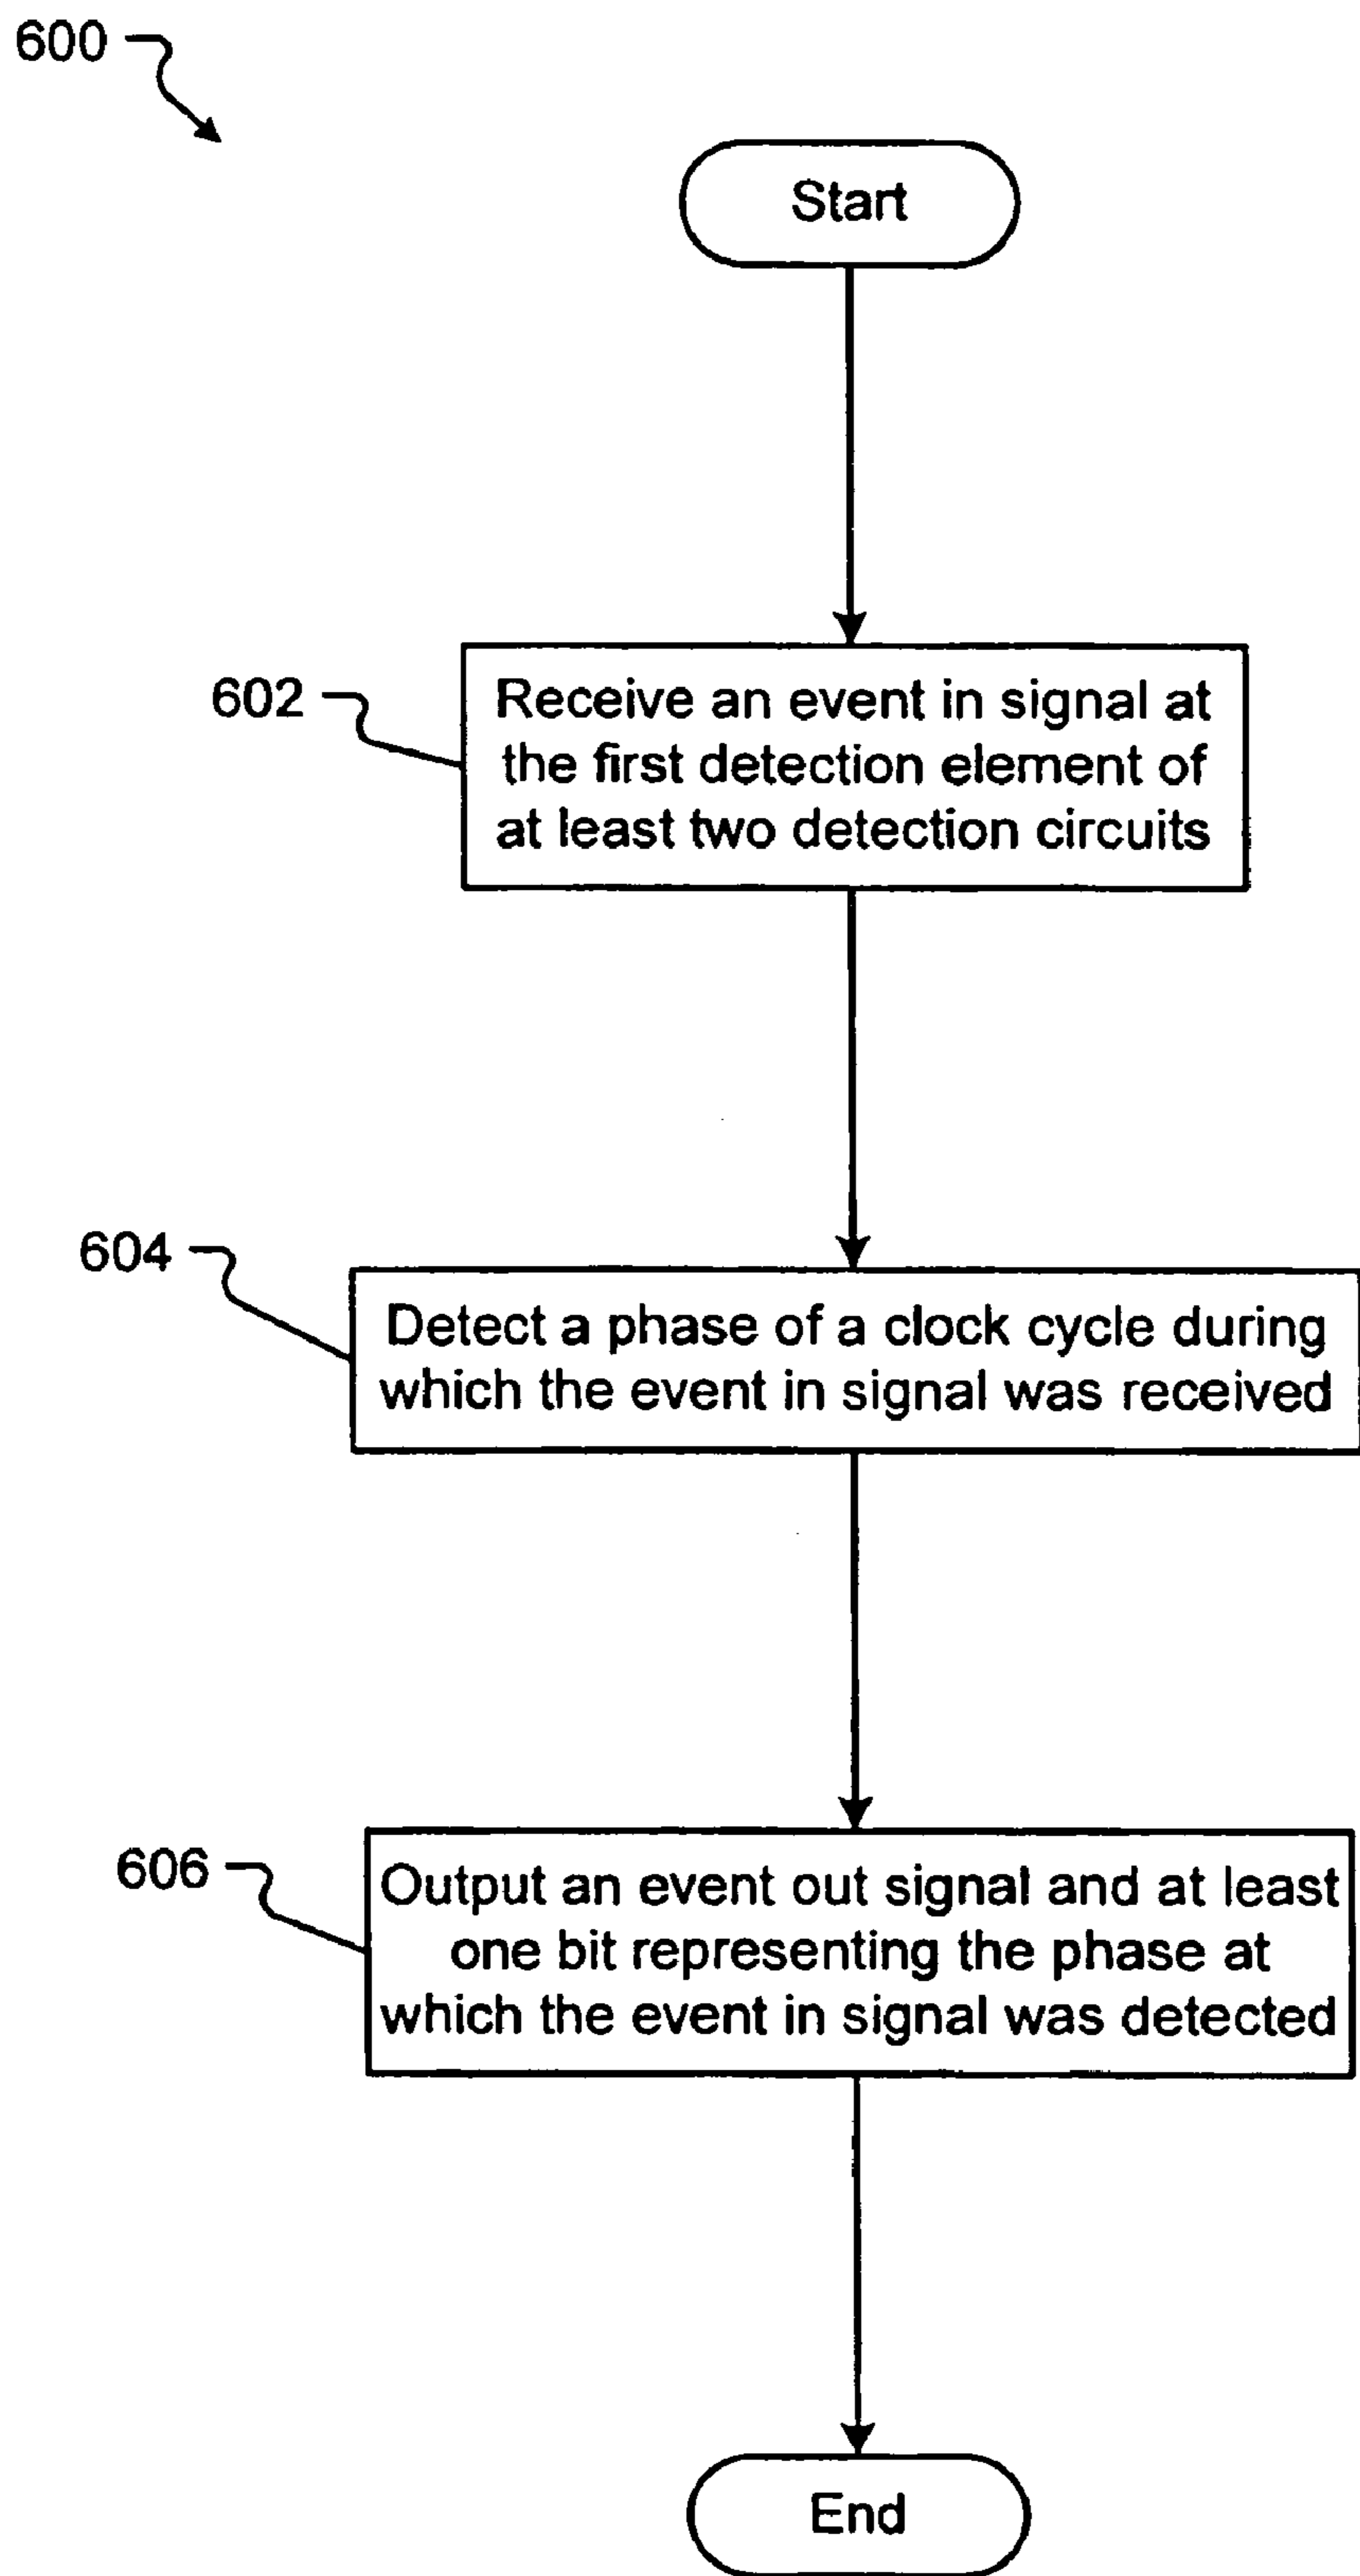 600
Start
602
Receive an event in signal at
the first detection element of
at least two detection circuits
604
Detect a phase of a clock cycle during
which the event in signal was received
606
Output an event out signal and at least
one bit representing the phase at
which the event in signal was detected
End